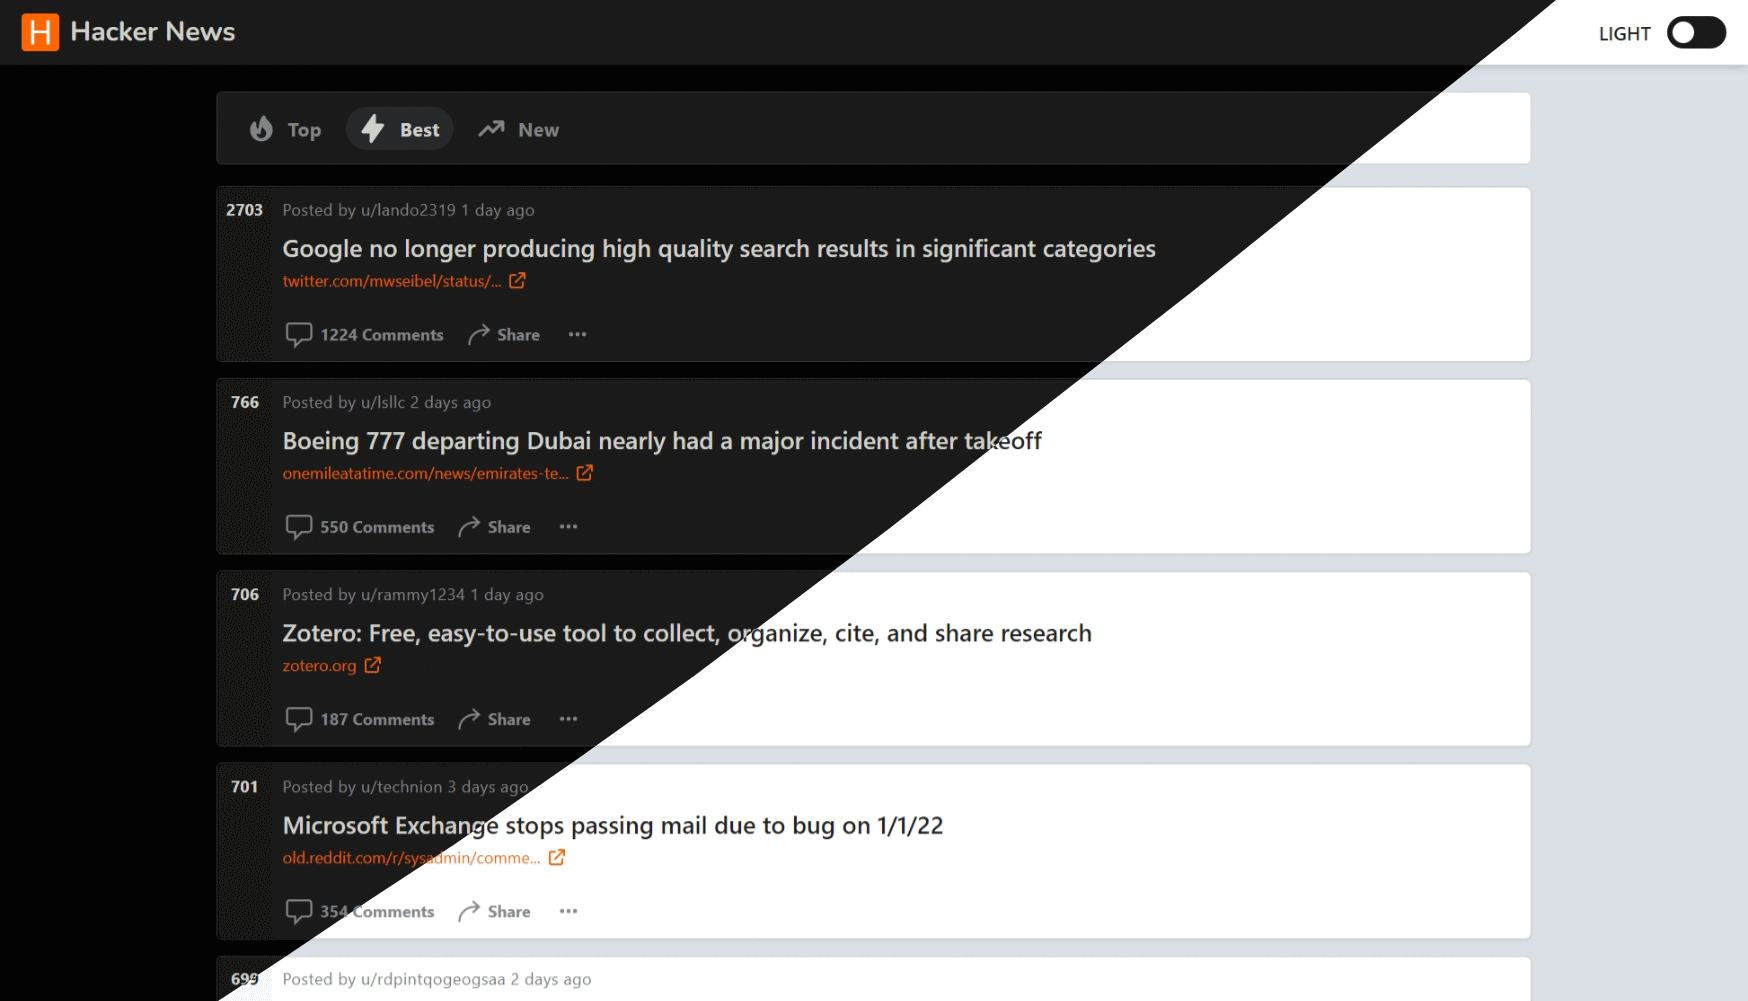 H Hacker News
LIGHT
Top Best New
2703 Posted by u/lando2319 1 day ago
Google no longer producing high quality search results in significant categories
twitter.com/mwseibel/status/...
1224 Comments Share ...
766 Posted by u/lsllc 2 days ago
Boeing 777 departing Dubai nearly had a major incident after takeoff
onemileatatime.com/news/emirates-te...
550 Comments Share ...
706 Posted by u/rammy1234 1 day ago
Zotero: Free, easy-to-use tool to collect, organize, cite, and share research
zotero.org
187 Comments Share ...
701 Posted by u/technion 3 days ago
Microsoft Exchange stops passing mail due to bug on 1/1/22
old.reddit.com/r/sysadmin/comme...
354 Comments Share ...
699 Posted by u/rdpintqogeogsaa 2 days ago